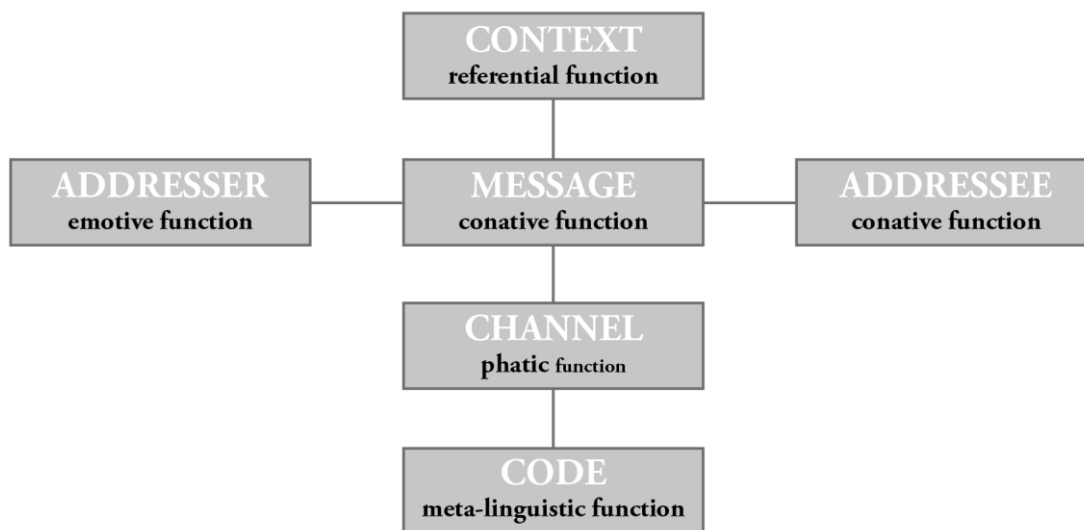 CONTEXT
referential function
ADDRESSER
emotive function
MESSAGE
conative function
ADDRESSEE
conative function
CHANNEL
phatic function
CODE
meta-linguistic function